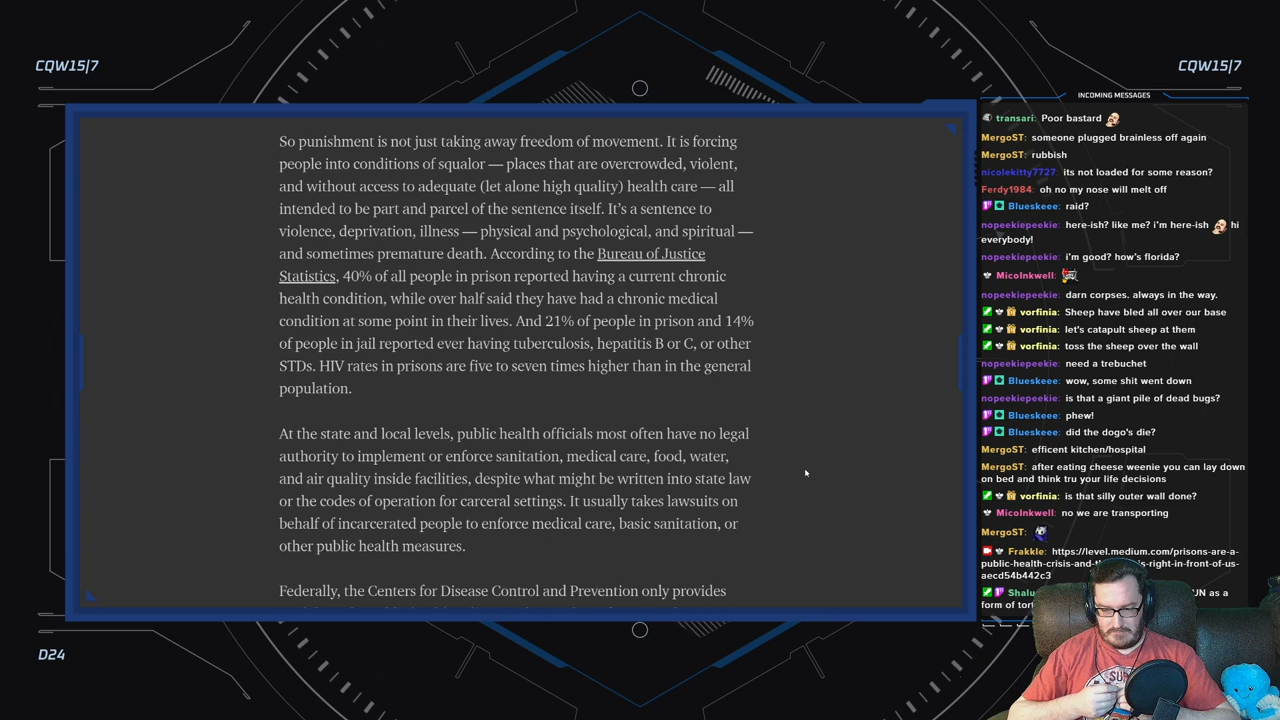 CQW15|7
CQW15|7
INCOMING MESSAGES
So punishment is not just taking away freedom of movement. It is forcing
people into conditions of squalor — places that are overcrowded, violent,
and without access to adequate (let alone high quality) health care — all
intended to be part and parcel of the sentence itself. It's a sentence to
violence, deprivation, illness — physical and psychological, and spiritual —
and sometimes premature death. According to the Bureau of Justice
Statistics, 40% of all people in prison reported having a current chronic
health condition, while over half said they have had a chronic medical
condition at some point in their lives. And 21% of people in prison and 14%
of people in jail reported ever having tuberculosis, hepatitis B or C, or other
STDs. HIV rates in prisons are five to seven times higher than in the general
population.
At the state and local levels, public health officials most often have no legal
authority to implement or enforce sanitation, medical care, food, water,
and air quality inside facilities, despite what might be written into state law
or the codes of operation for carceral settings. It usually takes lawsuits on
behalf of incarcerated people to enforce medical care, basic sanitation, or
other public health measures.
Federally, the Centers for Disease Control and Prevention only provides
transari: Poor bastard
MergoST: someone plugged brainless off again
MergoST: rubbish
nicolekitty7727: its not loaded for some reason?
Ferdy1984: oh no my nose will melt off
Blueskeee: raid?
nopeekiepeekie: here-ish? like me? i'm here-ish hi
everybody!
nopeekiepeekie: i'm good? how's florida?
MicoInkwell:
nopeekiepeekie: darn corpses. always in the way.
vorfinia: Sheep have bled all over our base
vorfinia: let's catapult sheep at them
vorfinia: toss the sheep over the wall
nopeekiepeekie: need a trebuchet
Blueskeee: wow, some shit went down
nopeekiepeekie: is that a giant pile of dead bugs?
Blueskeee: phew!
Blueskeee: did the dogo's die?
MergoST: efficent kitchen/hospital
MergoST: after eating cheese weenie you can lay down
on bed and think tru your life decisions
vorfinia: is that silly outer wall done?
MicoInkwell: no we are transporting
MergoST:
Frakkle: https://level.medium.com/prisons-are-a-
public-health-crisis-and-th s-right-in-front-of-us-
aecd54b442c3
Shalu UN as a
form of tor
D24